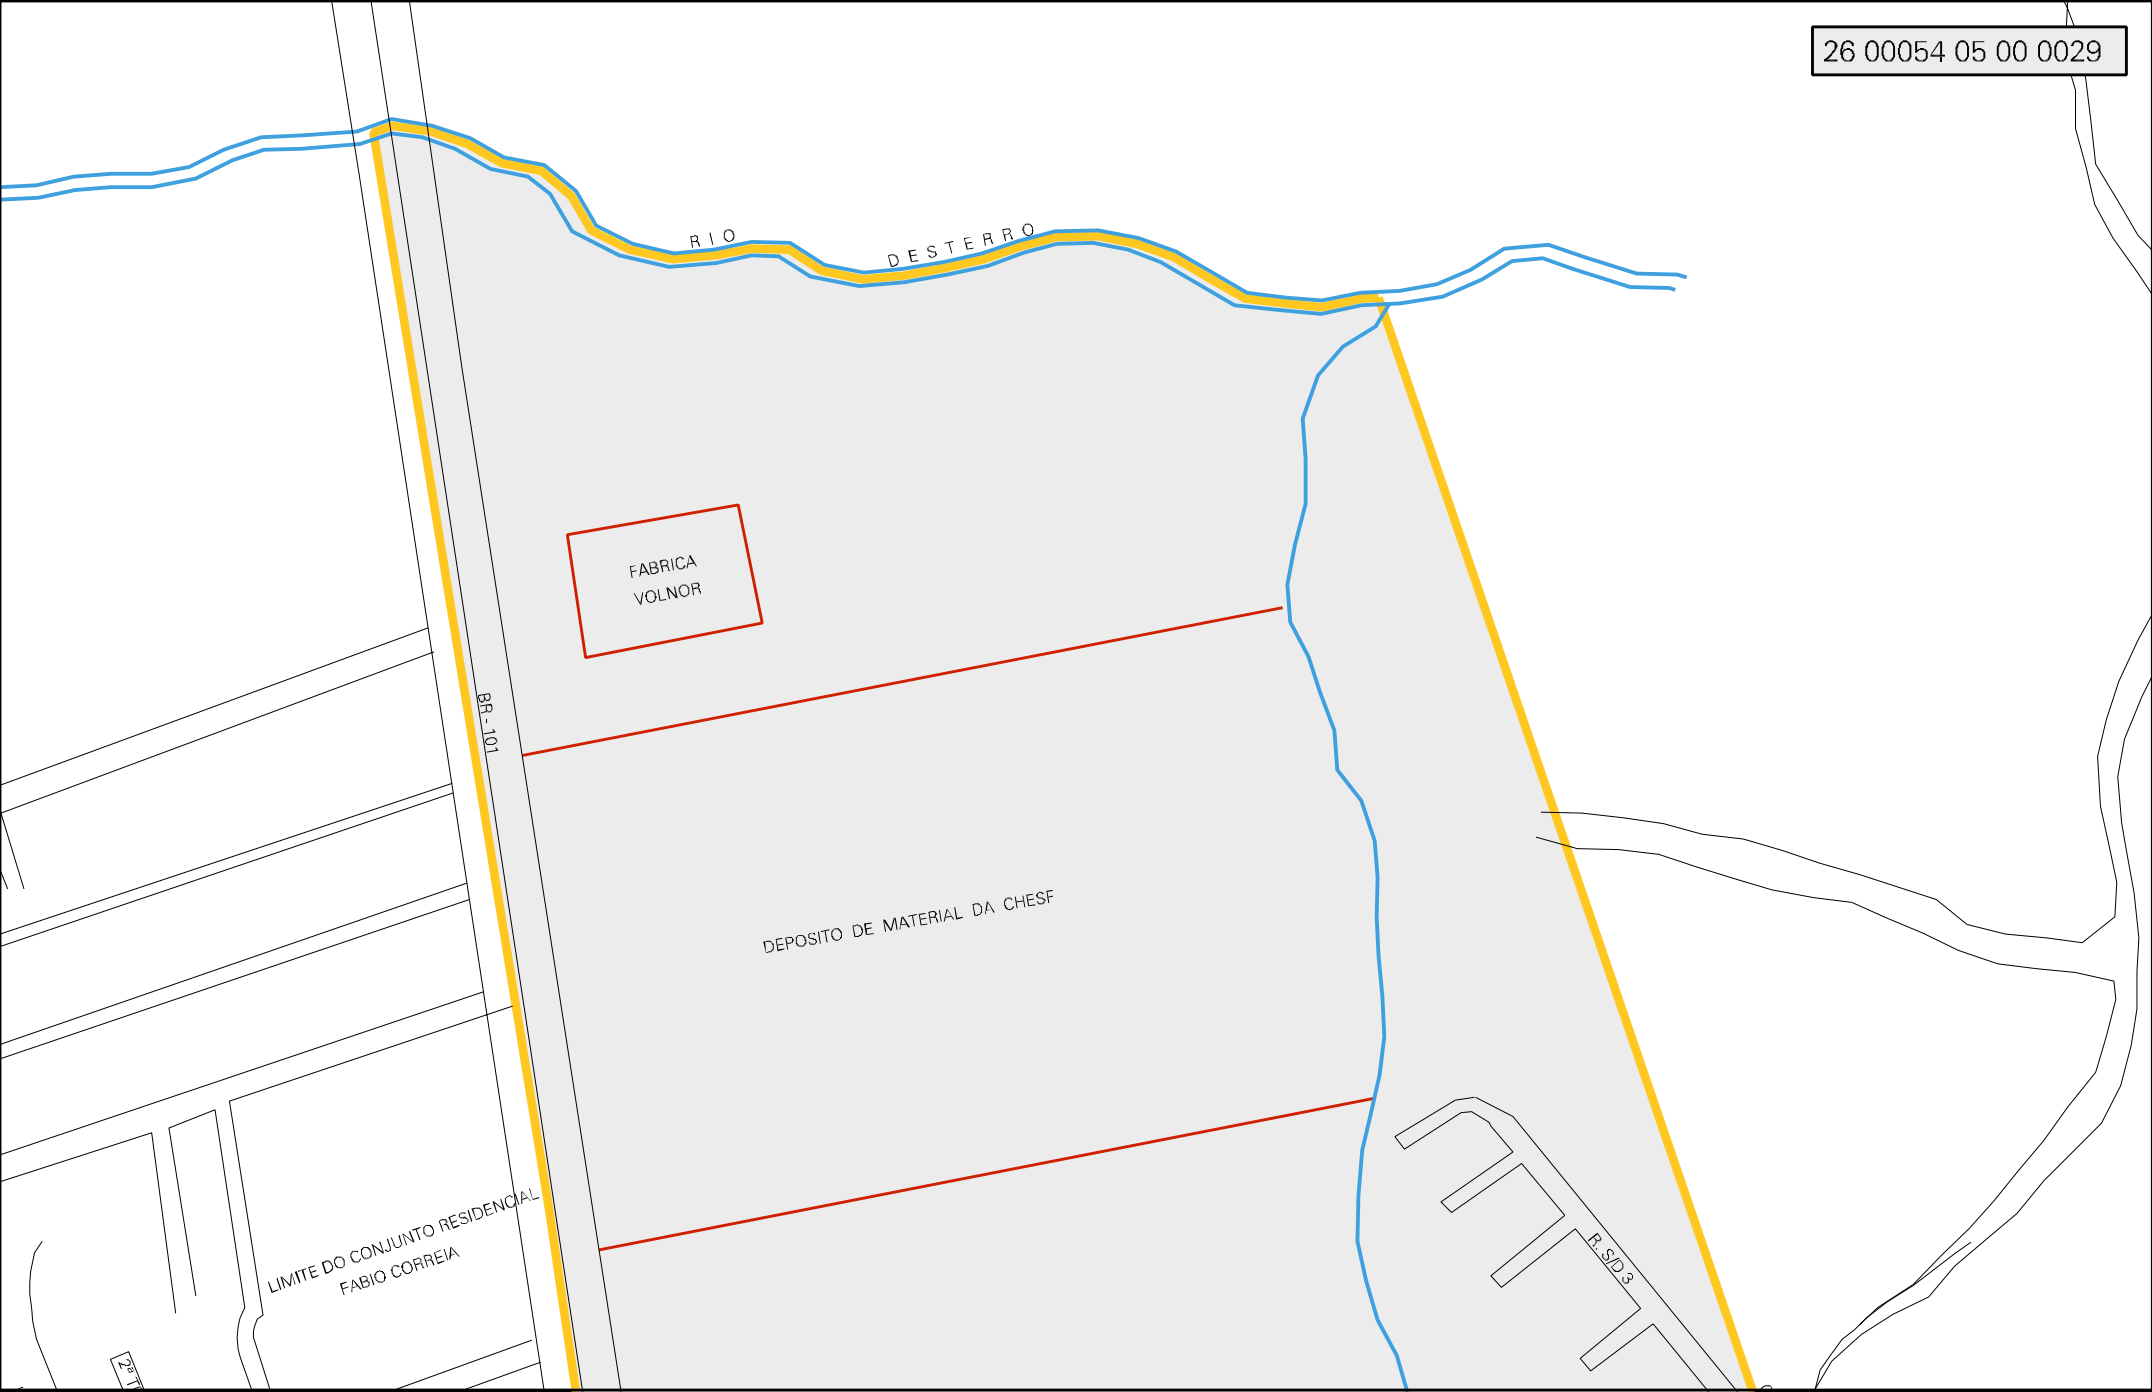 26 00054 05 00 0029
RIO DESTERRO
FABRICA
VOLNOR
BR - 101
DEPOSITO DE MATERIAL DA CHESF
LIMITE DO CONJUNTO RESIDENCIAL
FABIO CORREIA
R. S/D 3
2ª